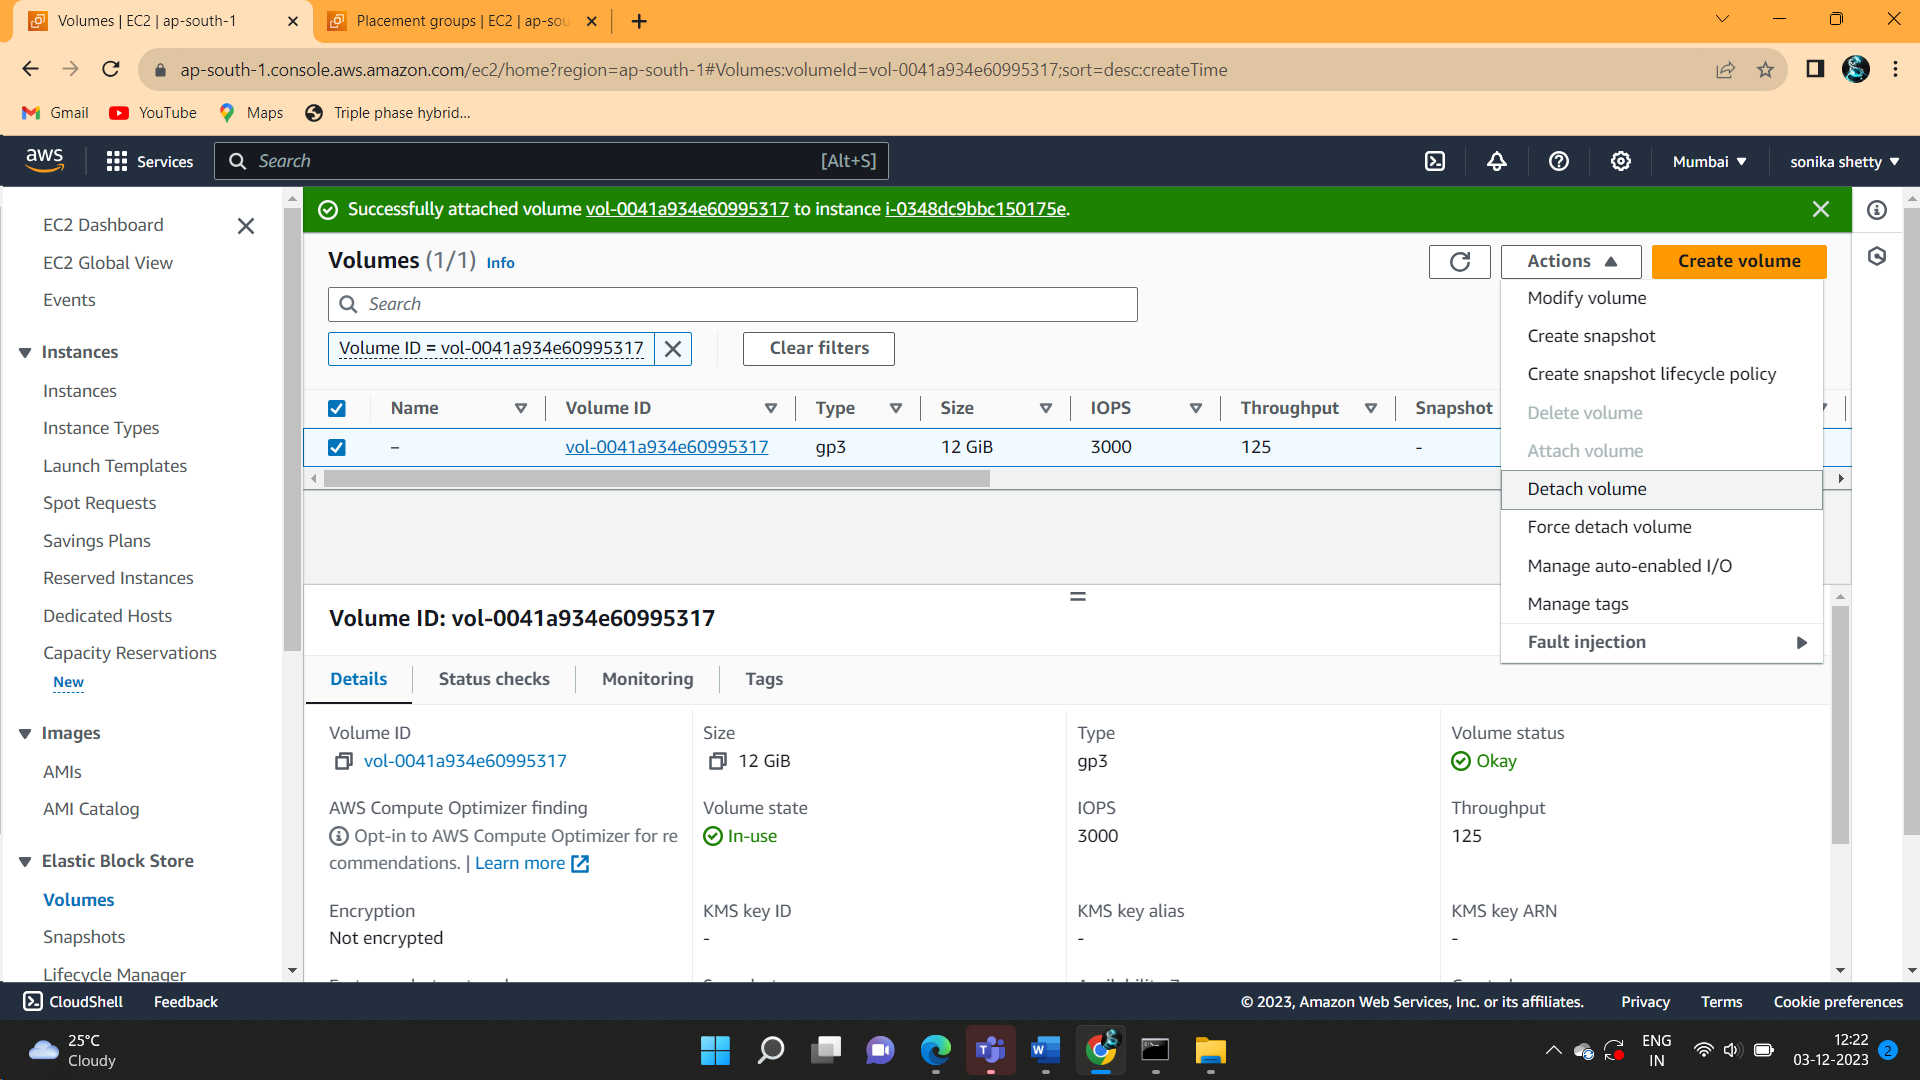 Volumes | EC2 | ap-south-1
Placement groups | EC2 | ap-sou
ap-south-1.console.aws.amazon.com/ec2/home?region=ap-south-1#Volumes:volumeId=vol-0041a934e60995317;sort=desc:createTime
Gmail YouTube Maps Triple phase hybrid...
aws Services Search [Alt+S] Mumbai sonika shetty
EC2 Dashboard
EC2 Global View
Events
Instances
Instances
Instance Types
Launch Templates
Spot Requests
Savings Plans
Reserved Instances
Dedicated Hosts
Capacity Reservations
New
Images
AMIs
AMI Catalog
Elastic Block Store
Volumes
Snapshots
Lifecycle Manager
Successfully attached volume vol-0041a934e60995317 to instance i-0348dc9bbc150175e.
Volumes (1/1) Info
Actions
Create volume
Search
Volume ID = vol-0041a934e60995317
Clear filters
Name Volume ID Type Size IOPS Throughput Snapshot
– vol-0041a934e60995317 gp3 12 GiB 3000 125 -
Modify volume
Create snapshot
Create snapshot lifecycle policy
Delete volume
Attach volume
Detach volume
Force detach volume
Manage auto-enabled I/O
Manage tags
Fault injection
Volume ID: vol-0041a934e60995317
Details Status checks Monitoring Tags
Volume ID
vol-0041a934e60995317
Size
12 GiB
Type
gp3
Volume status
Okay
AWS Compute Optimizer finding
Opt-in to AWS Compute Optimizer for re
commendations. | Learn more
Volume state
In-use
IOPS
3000
Throughput
125
Encryption
Not encrypted
KMS key ID
-
KMS key alias
-
KMS key ARN
-
CloudShell Feedback
© 2023, Amazon Web Services, Inc. or its affiliates. Privacy Terms Cookie preferences
25°C
Cloudy
ENG
IN
12:22
03-12-2023
2